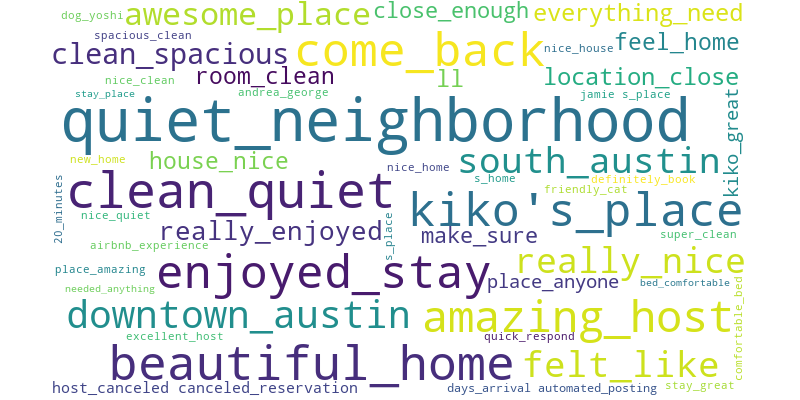 dog_yoshi awesome_place close_enough everything_need
spacious_clean
clean_spacious come_back nice_house feel_home
nice_clean room_clean ll location_close
stay_place andrea_george jamie s_place
quiet_neighborhood kiko_great
new_home house_nice nice_home south_austin
s_home definitely_book
clean_quiet friendly_cat
20_minutes nice_quiet kiko's_place
really_enjoyed s_place make_sure super_clean
airbnb_experience
place_amazing enjoyed_stay really_nice
needed_anything place_anyone bed_comfortable
downtown_austin amazing_host comfortable_bed
excellent_host quick_respond
beautiful_home felt_like
host_canceled canceled_reservation days_arrival automated_posting stay_great